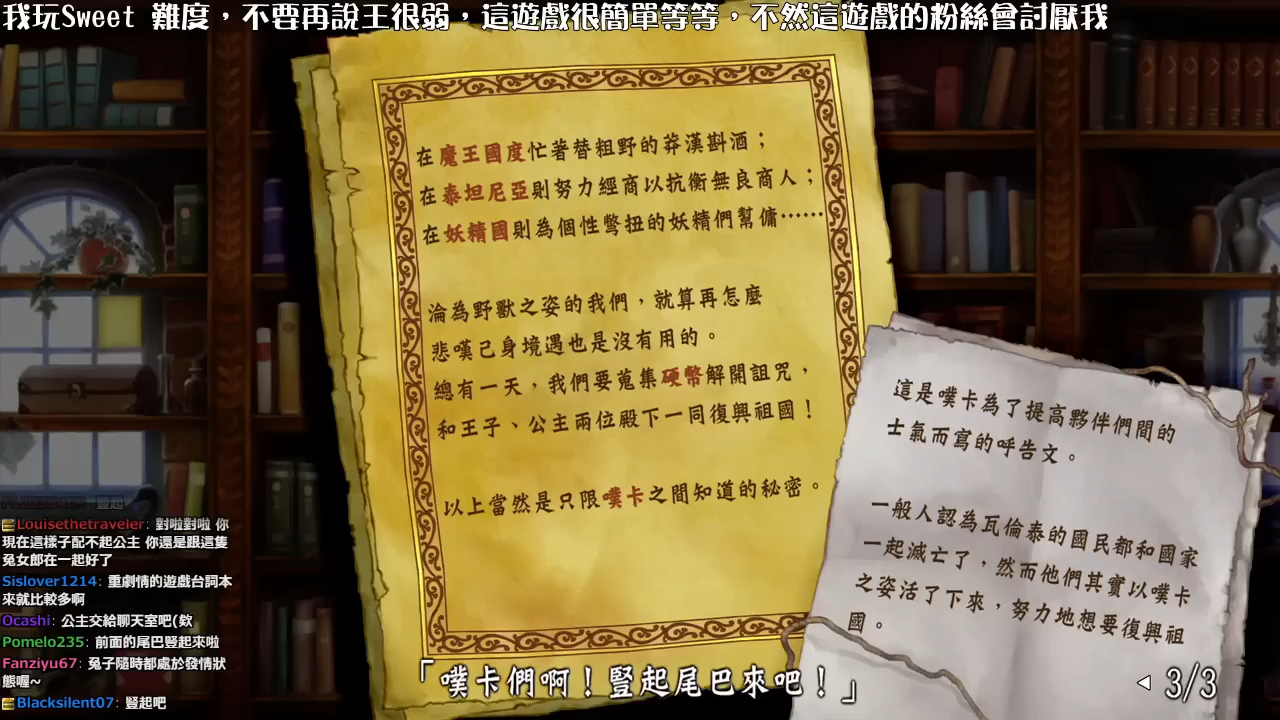 我玩Sweet 難度，不要再說王很弱，這遊戲很簡單等等，不然這遊戲的粉絲會討厭我
在魔王國度忙著替粗野的莽漢斟酒；
在泰坦尼亞則努力經商以抗衡無良商人；
在妖精國則為個性彆扭的妖精們幫傭⋯⋯
淪為野獸之姿的我們，就算再怎麼
悲嘆己身境遇也是沒有用的。
總有一天，我們要蒐集硬幣解開詛咒，
和王子、公主兩位殿下一同復興祖國！
以上當然是只限噗卡之間知道的秘密。
這是噗卡為了提高夥伴們間的
士氣而寫的呼告文。
一般人認為瓦倫泰的國民都和國家
一起滅亡了，然而他們其實以噗卡
之姿活了下來，努力地想要復興祖
國。
豎起
Louisethetraveler: 對啦對啦 你
現在這樣子配不起公主 你還是跟這隻
兔女郎在一起好了
Sislover1214: 重劇情的遊戲台詞本
來就比較多啊
Ocashi: 公主交給聊天室吧(欸
Pomelo235: 前面的尾巴豎起來啦
Fanziyu67: 兔子隨時都處於發情狀
態喔~
Blacksilent07: 豎起吧
「噗卡們啊！豎起尾巴來吧！」
3/3